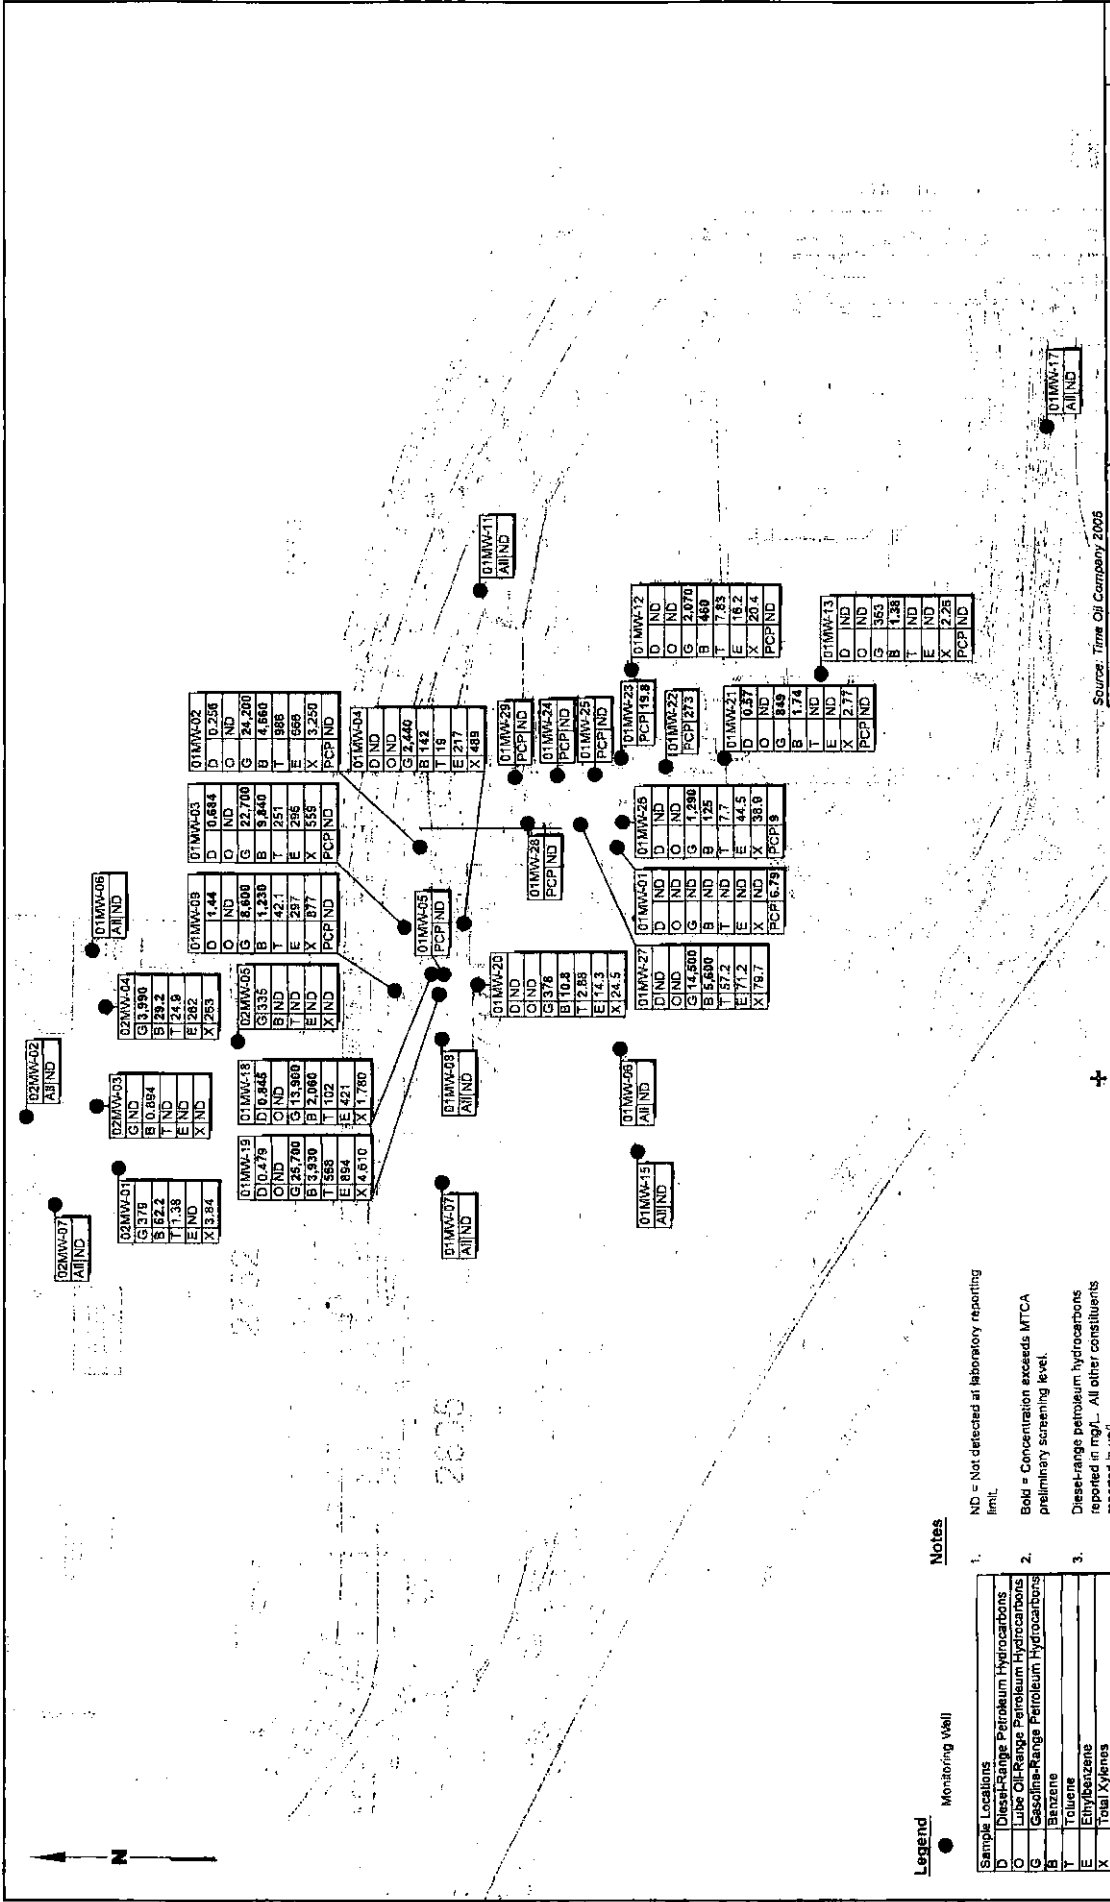 N
02MW-07
All ND
02MW-02
All ND
02MW-01
G 379
B 62.2
T 1.38
E ND
X 3.84
02MW-03
G ND
B 0.894
T ND
E ND
X ND
02MW-04
G 3,990
B 29.2
T 24.9
E 262
X 253
01MW-06
All ND
02MW-05
G 335
B ND
T ND
E ND
X ND
01MW-09
D 1.44
O ND
G 8,600
B 1,230
T 42.1
E 297
X 877
PCP ND
01MW-03
D 0.684
O ND
G 22,700
B 9,840
T 251
E 296
X 559
PCP ND
01MW-02
D 0.256
O ND
G 24,200
B 4,660
T 986
E 666
X 3,250
PCP ND
01MW-19
D 0.479
O ND
G 25,700
B 3,930
T 568
E 894
X 4,610
01MW-18
D 0.845
O ND
G 13,900
B 2,060
T 102
E 421
X 1,780
01MW-04
D ND
O ND
G 2,440
B 142
T 19
E 217
X 489
2752
2805
01MW-07
All ND
01MW-08
All ND
01MW-05
PCP ND
01MW-11
All ND
01MW-20
D ND
O ND
G 378
B 10.8
T 2.88
E 14.3
X 24.5
01MW-28
PCP ND
01MW-29
PCP ND
01MW-24
PCP ND
01MW-25
PCP ND
01MW-23
PCP 19.8
01MW-22
PCP 273
01MW-12
D ND
O ND
G 2,070
B 460
T 7.83
E 16.2
X 20.4
PCP ND
01MW-15
All ND
01MW-06
All ND
01MW-27
D ND
O ND
G 14,500
B 5,600
T 57.2
E 71.2
X 79.7
01MW-01
D ND
O ND
G ND
B ND
T ND
E ND
X ND
PCP 6.79
01MW-26
D ND
O ND
G 1,290
B 125
T 7.7
E 44.5
X 38.9
PCP 9
01MW-21
D 0.57
O ND
G 849
B 1.74
T ND
E ND
X 2.77
PCP ND
01MW-13
D ND
O ND
G 353
B 1.38
T ND
E ND
X 2.25
PCP ND
01MW-17
All ND
Source: Time Oil Company 2005
Legend
Monitoring Well
Sample Locations
D Diesel-Range Petroleum Hydrocarbons
O Lube Oil-Range Petroleum Hydrocarbons
G Gasoline-Range Petroleum Hydrocarbons
B Benzene
T Toluene
E Ethylbenzene
X Total Xylenes
Notes
1. ND = Not detected at laboratory reporting
limit.
2. Bold = Concentration exceeds MTCA
preliminary screening level.
3. Diesel-range petroleum hydrocarbons
reported in mg/L. All other constituents